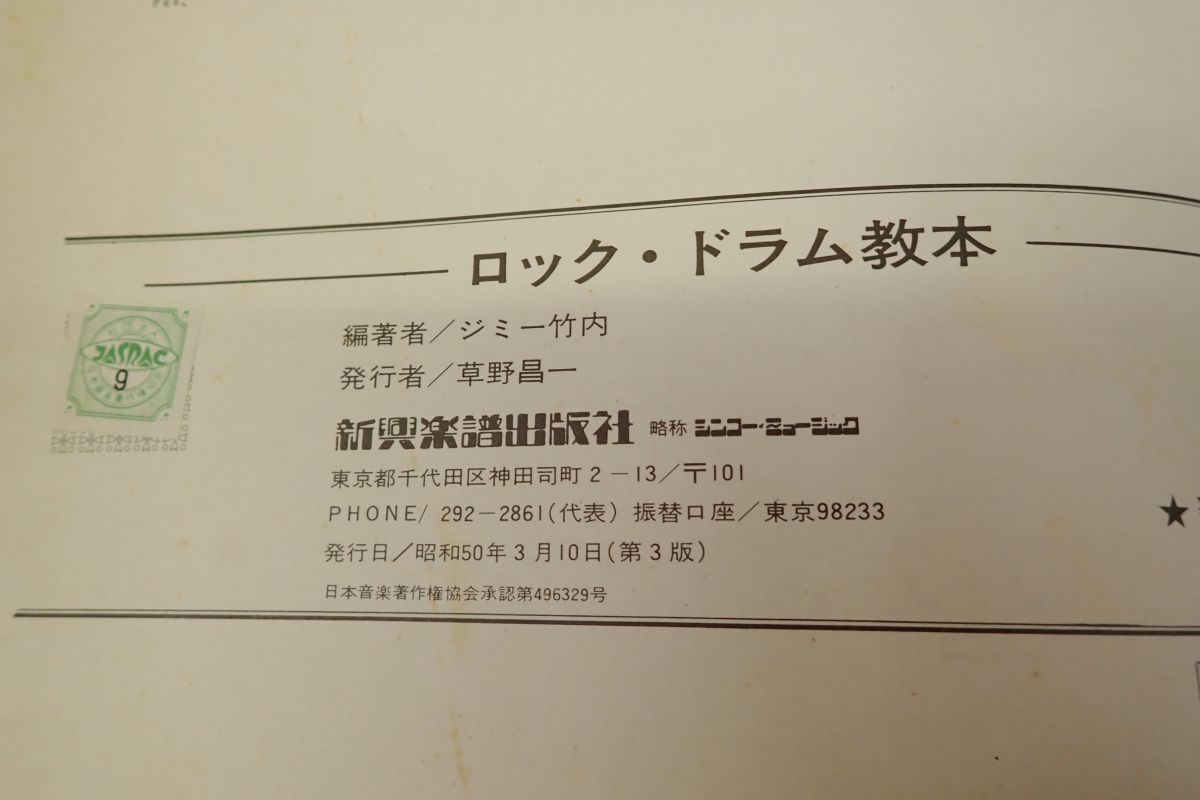 ロック・ドラム教本
JASRAC
9
編著者/ジミー竹内
発行者/草野昌一
新興楽譜出版社 略称 シンコー・ミュージック
東京都千代田区神田司町2-13/〒101
PHONE/ 292-2861(代表) 振替口座/東京98233
発行日/昭和50年3月10日(第3版)
日本音楽著作権協会承認第496329号
★